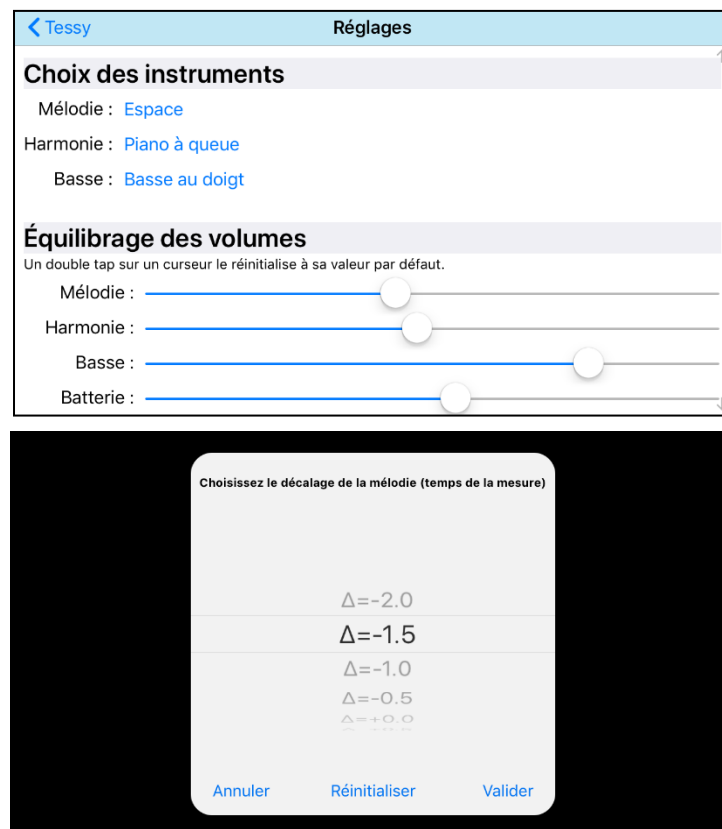 Tessy Réglages
Choix des instruments
Mélodie : Espace
Harmonie : Piano à queue
Basse : Basse au doigt
Équilibrage des volumes
Un double tap sur un curseur le réinitialise à sa valeur par défaut.
Mélodie :
Harmonie :
Basse :
Batterie :
Choisissez le décalage de la mélodie (temps de la mesure)
Δ=-2.0
Δ=-1.5
Δ=-1.0
Δ=-0.5
Δ=+0.0
Annuler Réinitialiser Valider